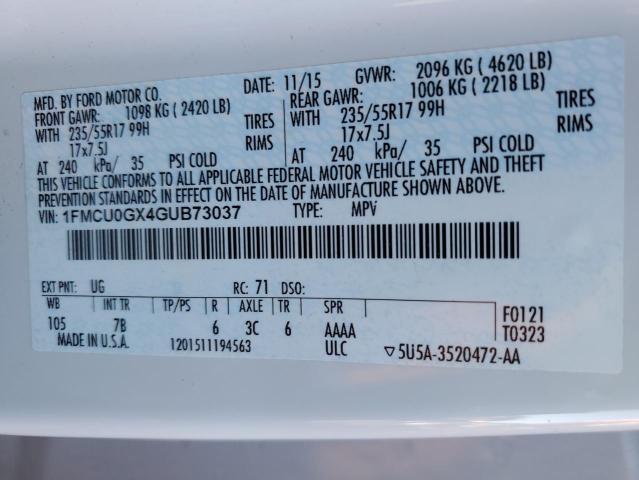 MFD. BY FORD MOTOR CO. DATE: 11/15 GVWR: 2096 KG ( 4620 LB)
FRONT GAWR: 1098 KG ( 2420 LB) REAR GAWR: 1006 KG ( 2218 LB)
WITH 235/55R17 99H TIRES WITH 235/55R17 99H TIRES
17x7.5J RIMS 17x7.5J RIMS
AT 240 kPa/ 35 PSI COLD AT 240 kPa/ 35 PSI COLD
THIS VEHICLE CONFORMS TO ALL APPLICABLE FEDERAL MOTOR VEHICLE SAFETY AND THEFT
PREVENTION STANDARDS IN EFFECT ON THE DATE OF MANUFACTURE SHOWN ABOVE.
VIN: 1FMCU0GX4GUB73037 TYPE: MPV
EXT PNT: UG RC: 71 DSO:
WB INT TR TP/PS R AXLE TR SPR
105 7B 6 3C 6 AAAA
F0121
T0323
MADE IN U.S.A. 1201511194563 ULC ▽5U5A-3520472-AA